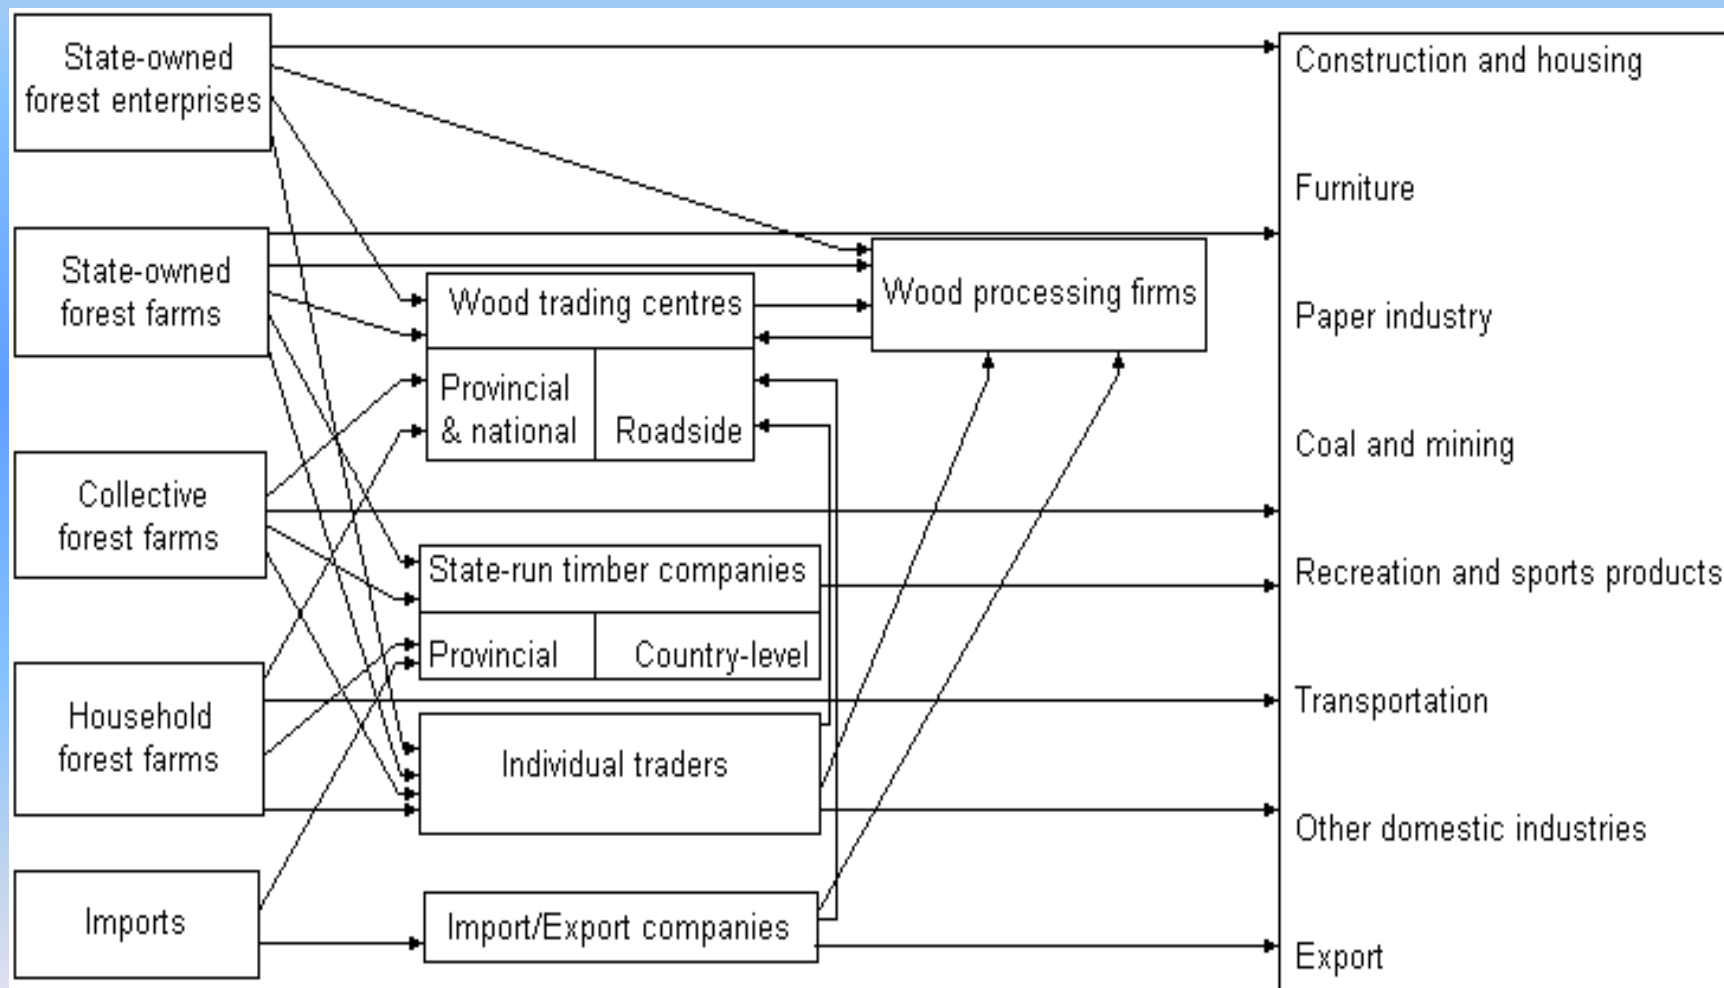 State-owned
forest enterprises
State-owned
forest farms
Collective
forest farms
Household
forest farms
Imports
Wood trading centres
Provincial
& national
Roadside
State-run timber companies
Provincial
Country-level
Individual traders
Import/Export companies
Wood processing firms
Construction and housing
Furniture
Paper industry
Coal and mining
Recreation and sports products
Transportation
Other domestic industries
Export